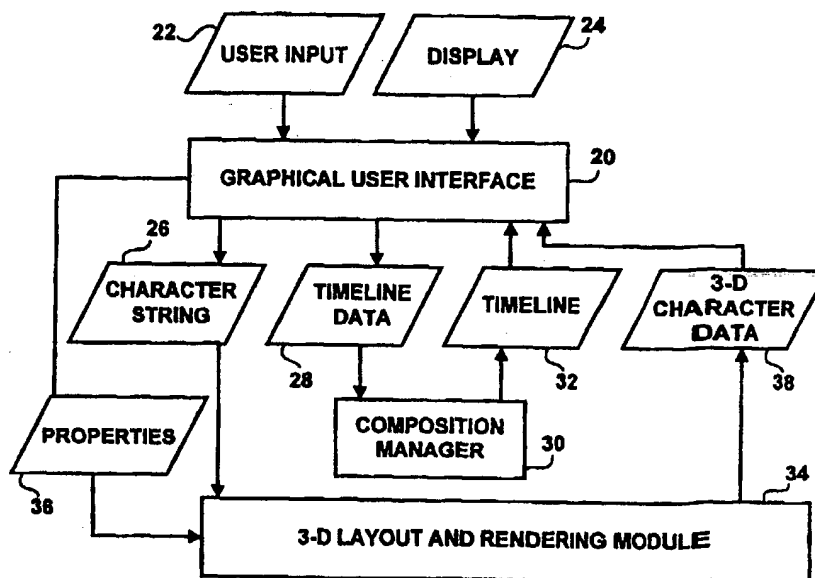 22
USER INPUT
DISPLAY
24
GRAPHICAL USER INTERFACE
20
26
CHARACTER
STRING
TIMELINE
DATA
28
TIMELINE
32
3-D
CHARACTER
DATA
38
PROPERTIES
36
COMPOSITION
MANAGER
30
34
3-D LAYOUT AND RENDERING MODULE